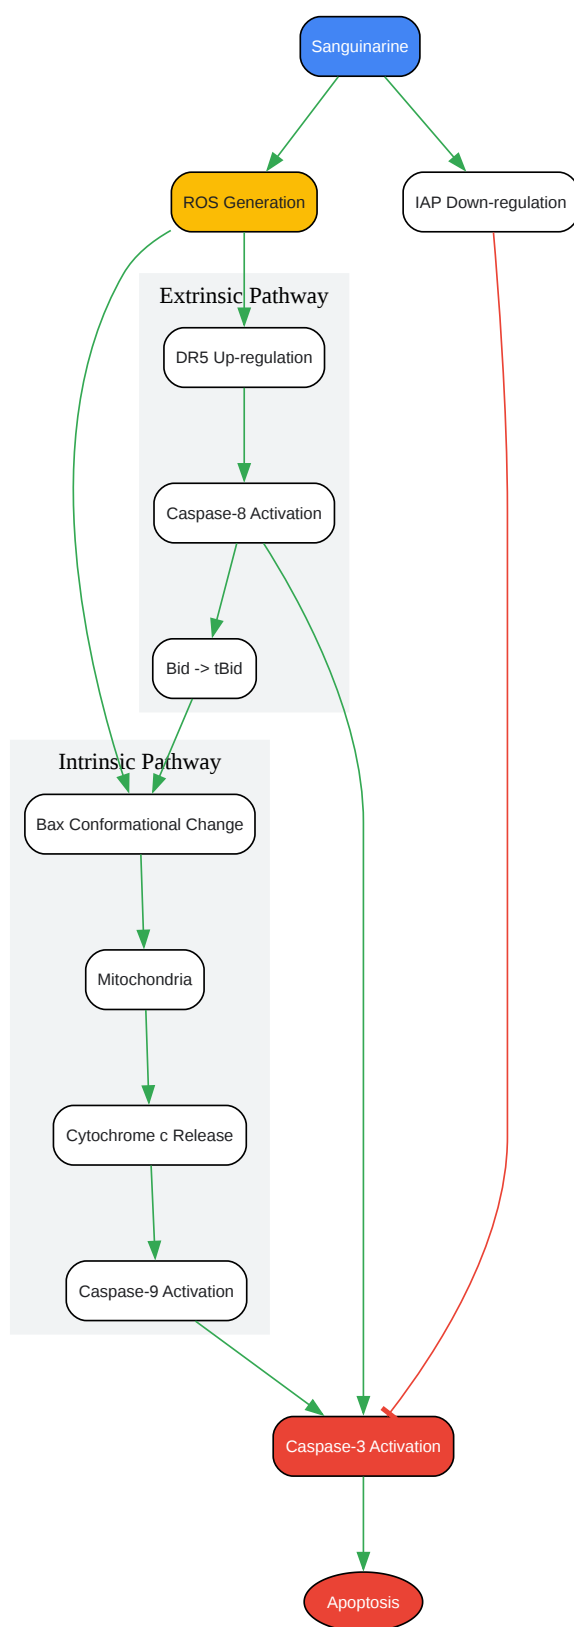 Sanguinarine
ROS Generation
IAP Down-regulation
Extrinsic Pathway
DR5 Up-regulation
Caspase-8 Activation
Bid -> tBid
Intrinsic Pathway
Bax Conformational Change
Mitochondria
Cytochrome c Release
Caspase-9 Activation
Caspase-3 Activation
Apoptosis